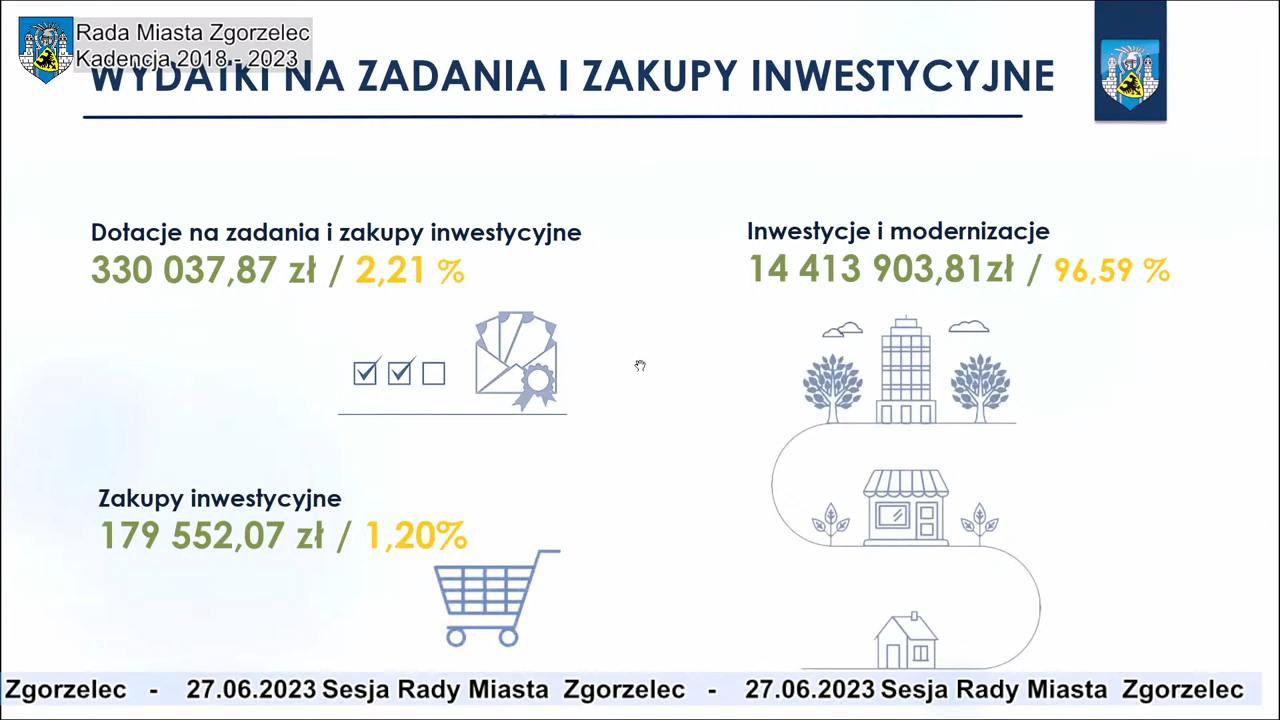 Rada Miasta Zgorzelec
Kadencja 2018 - 2023
WYDATKI NA ZADANIA I ZAKUPY INWESTYCYJNE
Dotacje na zadania i zakupy inwestycyjne
330 037,87 zł / 2,21 %
Inwestycje i modernizacje
14 413 903,81zł / 96,59 %
Zakupy inwestycyjne
179 552,07 zł / 1,20%
Zgorzelec - 27.06.2023 Sesja Rady Miasta Zgorzelec - 27.06.2023 Sesja Rady Miasta Zgorzelec